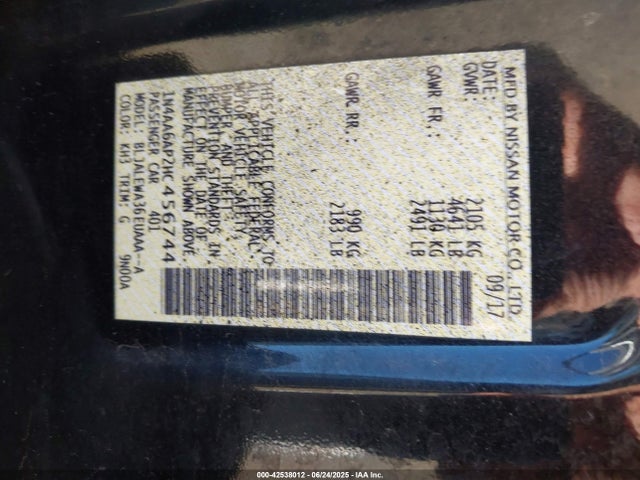 MFD BY NISSAN MOTOR CO., LTD.
DATE: 09/17
GVWR: 2105 KG
4641 LB
GAWR FR.: 1130 KG
2491 LB
GAWR RR.: 990 KG
2183 LB
THIS VEHICLE CONFORMS TO
ALL APPLICABLE FEDERAL
MOTOR VEHICLE SAFETY,
BUMPER, AND THEFT
PREVENTION STANDARDS IN
EFFECT ON THE DATE OF
MANUFACTURE SHOWN ABOVE.
1N4AA6AP2HC456744
PASSENGER CAR 4D1
MODEL: BLJALEWA36EUAAA--A
COLOR: KH3 TRIM: G 9N00A
000-42538012 - 06/24/2025 - IAA Inc.